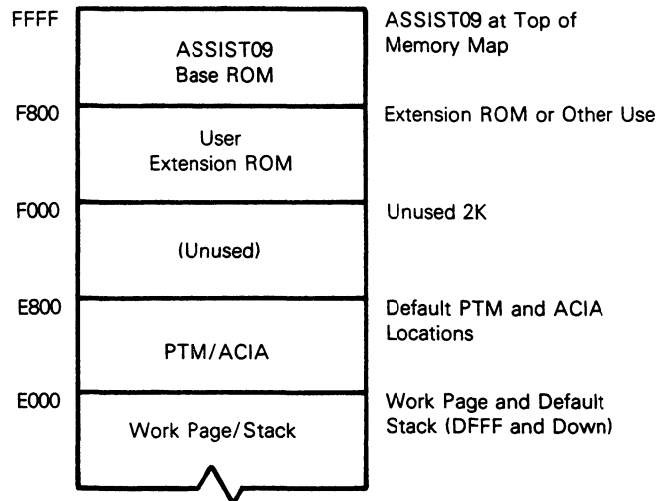 FFFF
ASSIST09 at Top of
Memory Map
ASSIST09
Base ROM
F800
Extension ROM or Other Use
User
Extension ROM
F000
Unused 2K
(Unused)
E800
Default PTM and ACIA
Locations
PTM/ACIA
E000
Work Page and Default
Stack (DFFF and Down)
Work Page/Stack